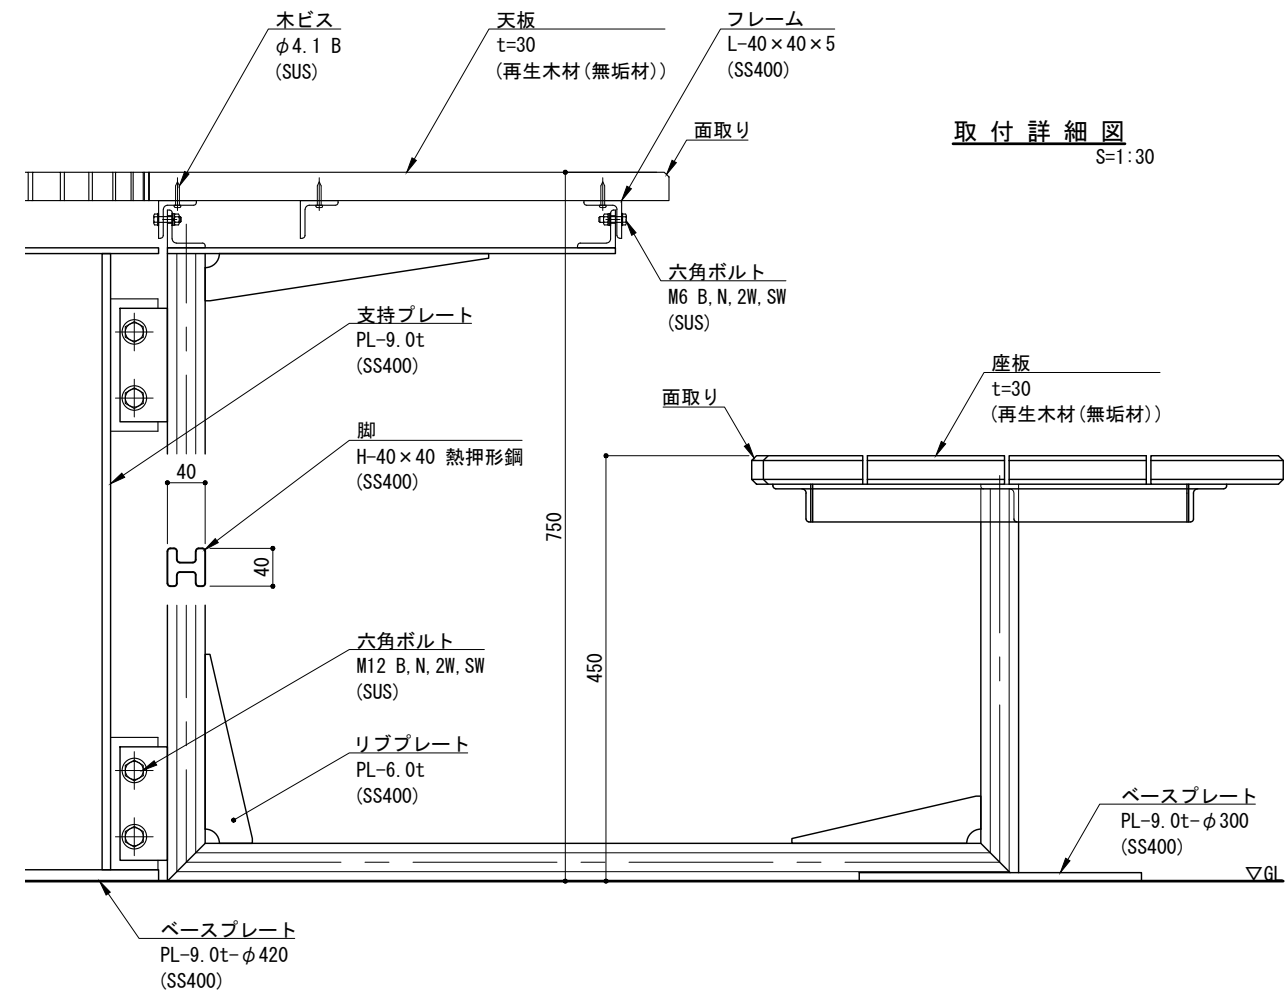 木ビス
φ4.1 B
(SUS)
天板
t=30
(再生木材(無垢材))
フレーム
L-40×40×5
(SS400)
面取り
取付詳細図
S=1:30
六角ボルト
M6 B,N,2W,SW
(SUS)
支持プレート
PL-9.0t
(SS400)
座板
t=30
(再生木材(無垢材))
面取り
脚
H-40×40 熱押形鋼
(SS400)
40
750
40
六角ボルト
M12 B,N,2W,SW
(SUS)
450
リブプレート
PL-6.0t
(SS400)
ベースプレート
PL-9.0t-φ300
(SS400)
▽GL
ベースプレート
PL-9.0t-φ420
(SS400)